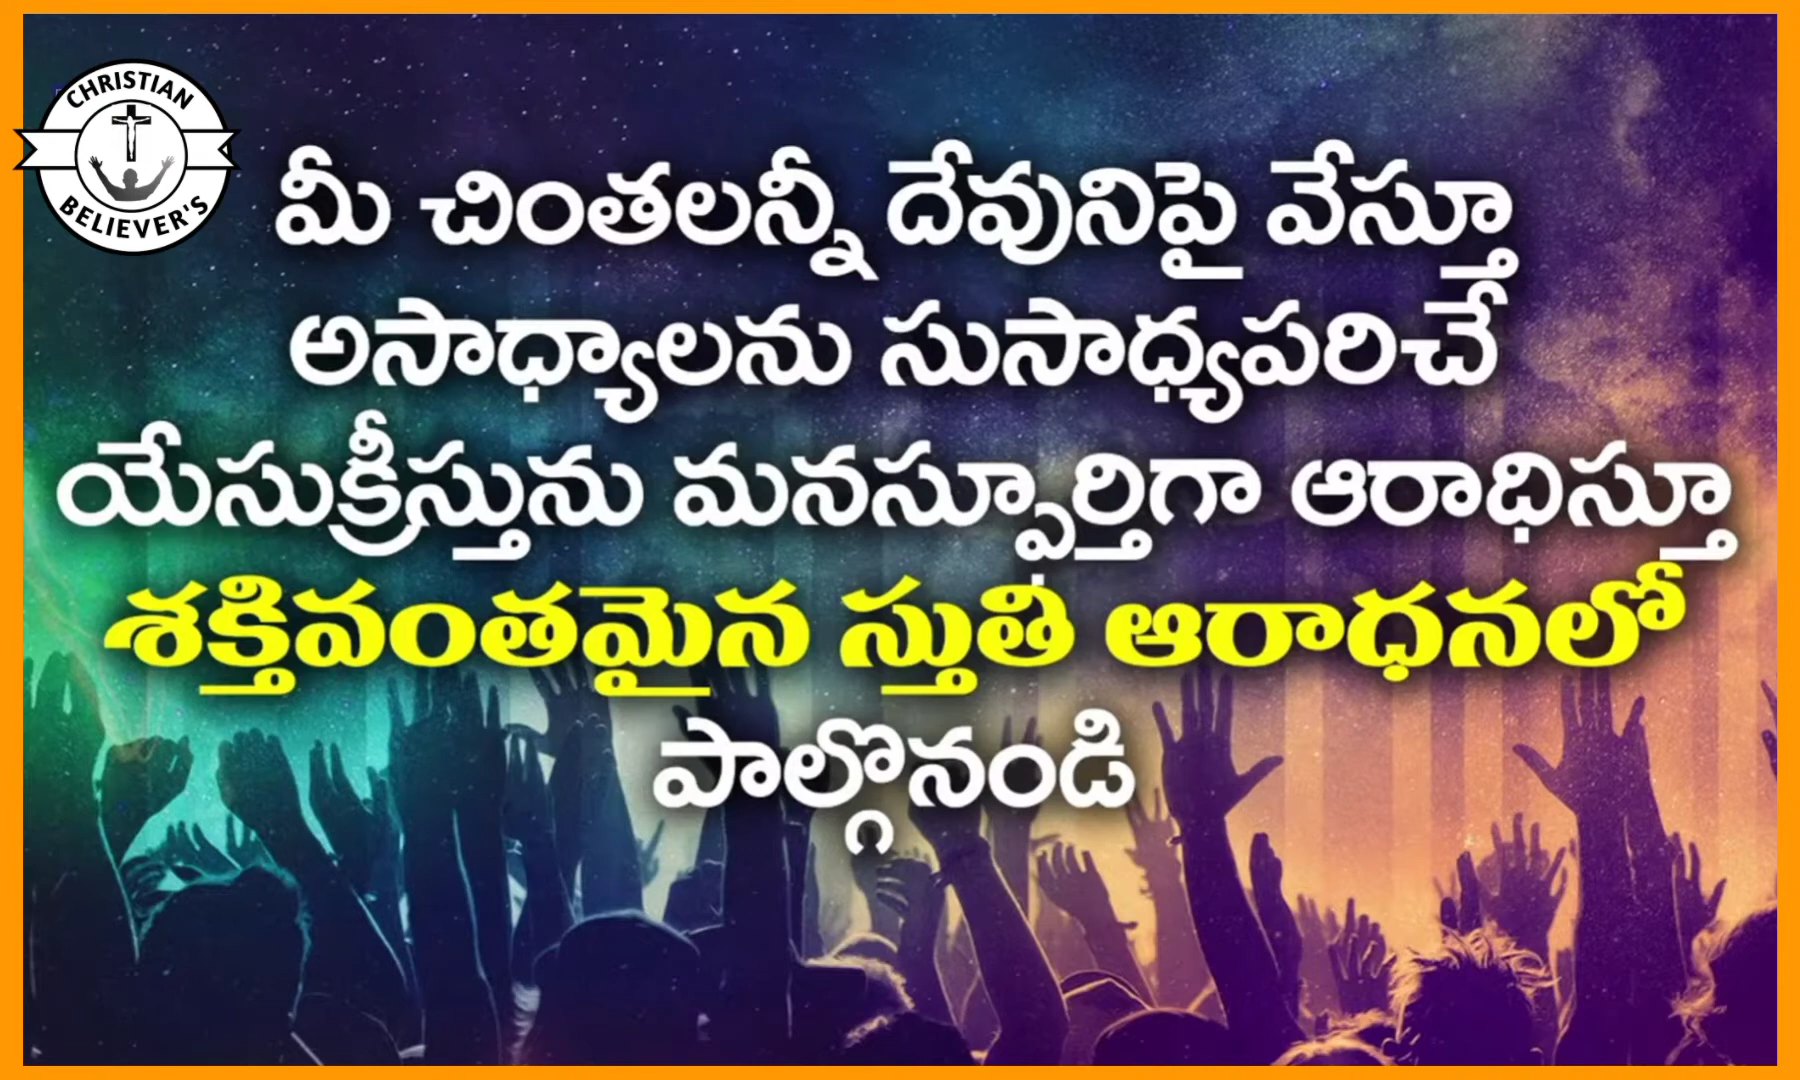 CHRISTIAN
BELIEVER'S
మీ చింతలన్నీ దేవునిపై వేస్తూ
అసాధ్యాలను సుసాధ్యపరిచే
యేసుక్రీస్తును మనస్ఫూర్తిగా ఆరాధిస్తూ
శక్తివంతమైన స్తుతి ఆరాధనలో
పాల్గొనండి